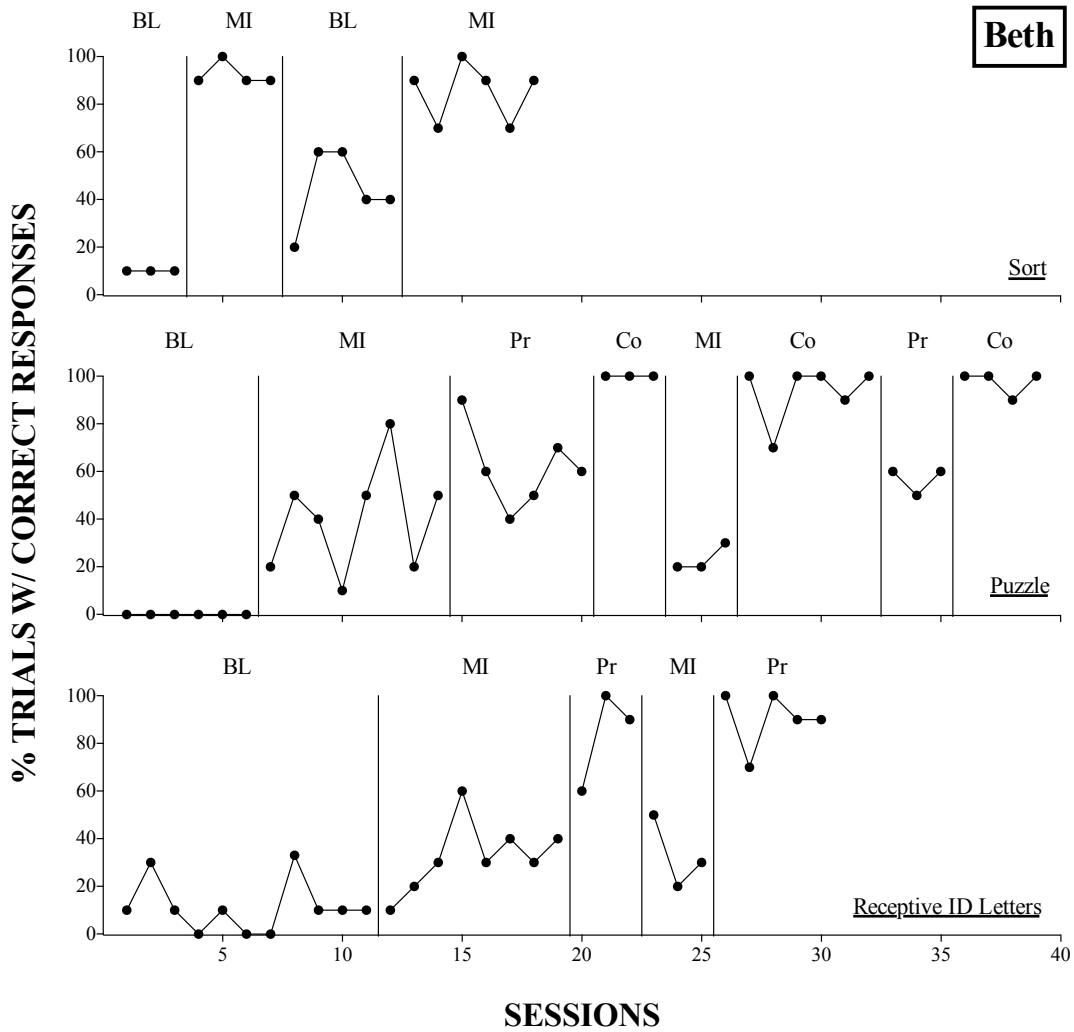 BL MI BL MI
Beth
100
80
60
40
20
0
Sort
BL MI Pr Co MI Co Pr Co
100
80
60
40
20
0
Puzzle
BL MI Pr MI Pr
100
80
60
40
20
0
Receptive ID Letters
5 10 15 20 25 30 35 40
% TRIALS W/ CORRECT RESPONSES
SESSIONS